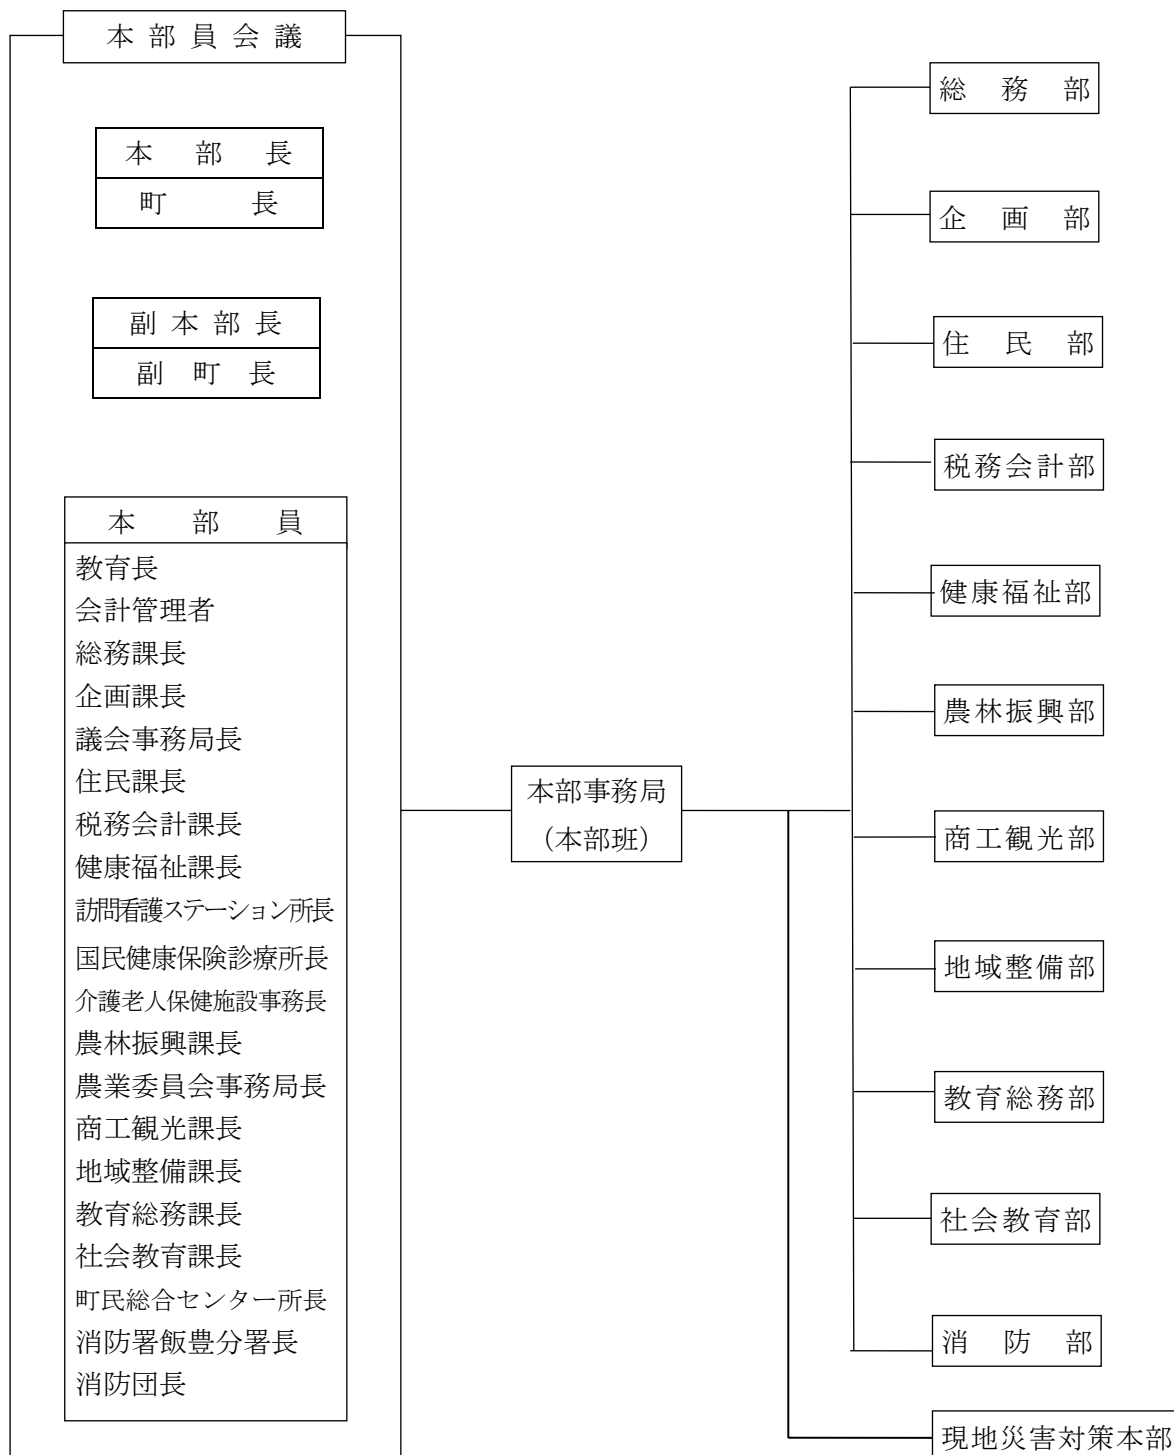 本部員会議
本部長
町長
副本部長
副町長
本部員
教育長
会計管理者
総務課長
企画課長
議会事務局長
住民課長
税務会計課長
健康福祉課長
訪問看護ステーション所長
国民健康保険診療所長
介護老人保健施設事務長
農林振興課長
農業委員会事務局長
商工観光課長
地域整備課長
教育総務課長
社会教育課長
町民総合センター所長
消防署飯豊分署長
消防団長
本部事務局
（本部班）
総務部
企画部
住民部
税務会計部
健康福祉部
農林振興部
商工観光部
地域整備部
教育総務部
社会教育部
消防部
現地災害対策本部